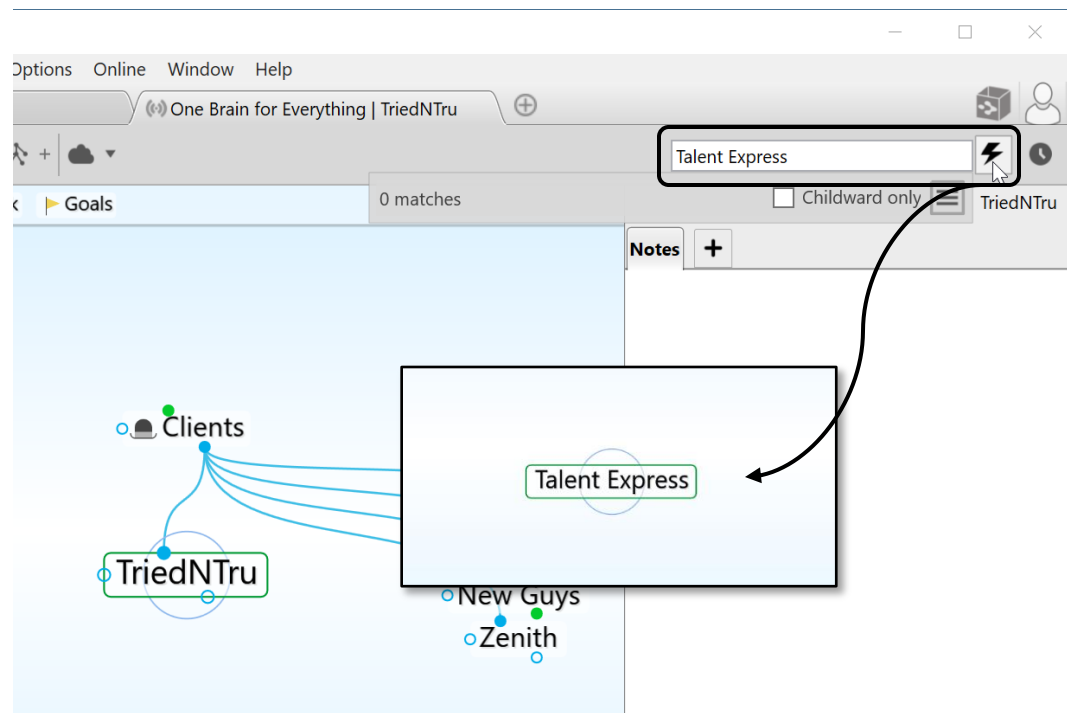 Options Online Window Help
One Brain for Everything | TriedNTru
Talent Express
Goals
0 matches
Childward only
TriedNTru
Notes
Clients
Talent Express
TriedNTru
New Guys
Zenith